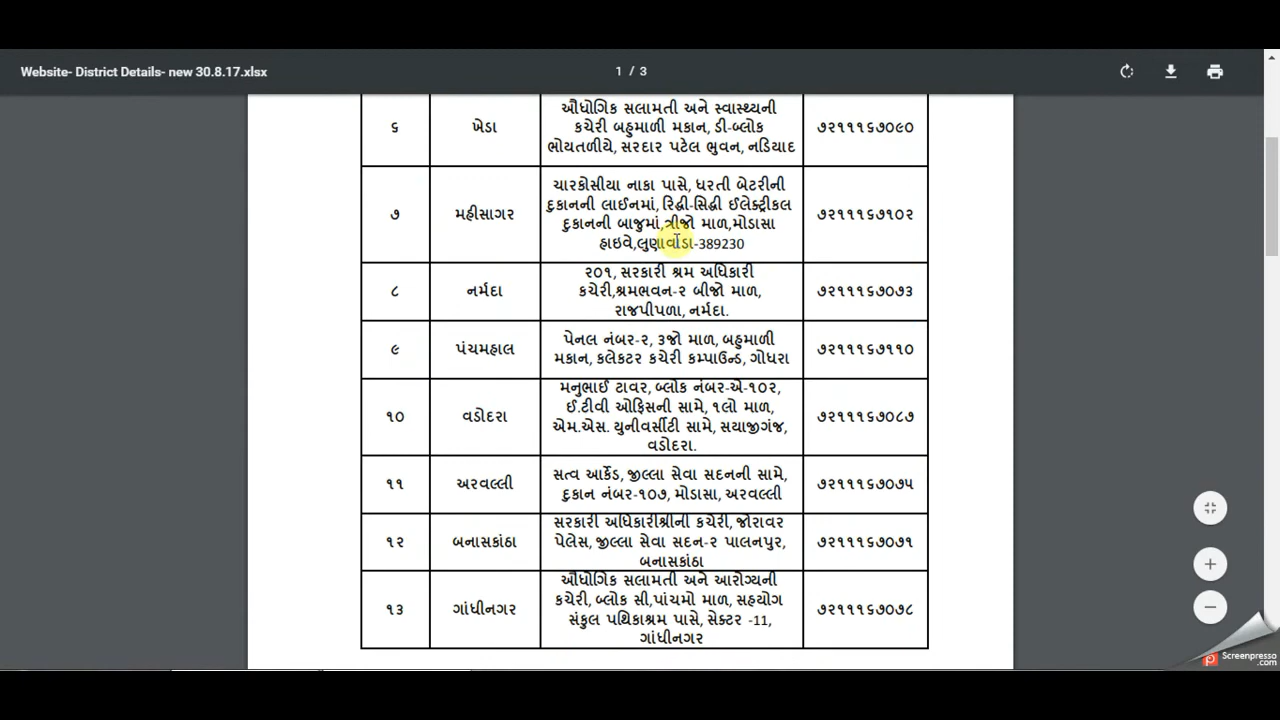 Website- District Details- new 30.8.17.xlsx
1 / 3
૬
ખેડા
ઔધોગિક સલામતી અને સ્વાસ્થ્યની
કચેરી બહુમાળી મકાન, ડી-બ્લોક
ભોયતળીયે, સરદાર પટેલ ભુવન, નડિયાદ
૭૨૧૧૧૬૭૦૯૦
૭
મહીસાગર
ચારકોસીયા નાકા પાસે, ધરતી બેટરીની
દુકાનની લાઈનમાં, રિદ્ધી-સિદ્ધી ઈલેક્ટ્રીકલ
દુકાનની બાજુમાં,ત્રીજો માળ,મોડાસા
હાઇવે,લુણાવાડા-389230
૭૨૧૧૧૬૭૧૦૨
૮
નર્મદા
૨૦૧, સરકારી શ્રમ અધિકારી
કચેરી,શ્રમભવન-૨ બીજો માળ,
રાજપીપળા, નર્મદા.
૭૨૧૧૧૬૭૦૭૩
૯
પંચમહાલ
પેનલ નંબર-૨, ૩જો માળ, બહુમાળી
મકાન, કલેકટર કચેરી કમ્પાઉન્ડ, ગોધરા
૭૨૧૧૧૬૭૧૧૦
૧૦
વડોદરા
મનુભાઈ ટાવર, બ્લોક નંબર-એ-૧૦૨,
ઈ.ટીવી ઓફિસની સામે, ૧લો માળ,
એમ.એસ. યુનીવર્સીટી સામે, સયાજીગંજ,
વડોદરા.
૭૨૧૧૧૬૭૦૮૭
૧૧
અરવલ્લી
સત્વ આર્કેડ, જીલ્લા સેવા સદનની સામે,
દુકાન નંબર-૧૦૭, મોડાસા, અરવલ્લી
૭૨૧૧૧૬૭૦૭૫
૧૨
બનાસકાંઠા
સરકારી અધિકારીશ્રીની કચેરી, જોરાવર
પેલેસ, જીલ્લા સેવા સદન-૨ પાલનપુર,
બનાસકાંઠા
૭૨૧૧૧૬૭૦૭૧
૧૩
ગાંધીનગર
ઔધોગિક સલામતી અને આરોગ્યની
કચેરી, બ્લોક સી,પાંચમો માળ, સહયોગ
સંકુલ પથિકાશ્રમ પાસે, સેક્ટર -11,
ગાંધીનગર
૭૨૧૧૧૬૭૦૭૮
Screenpresso
.com